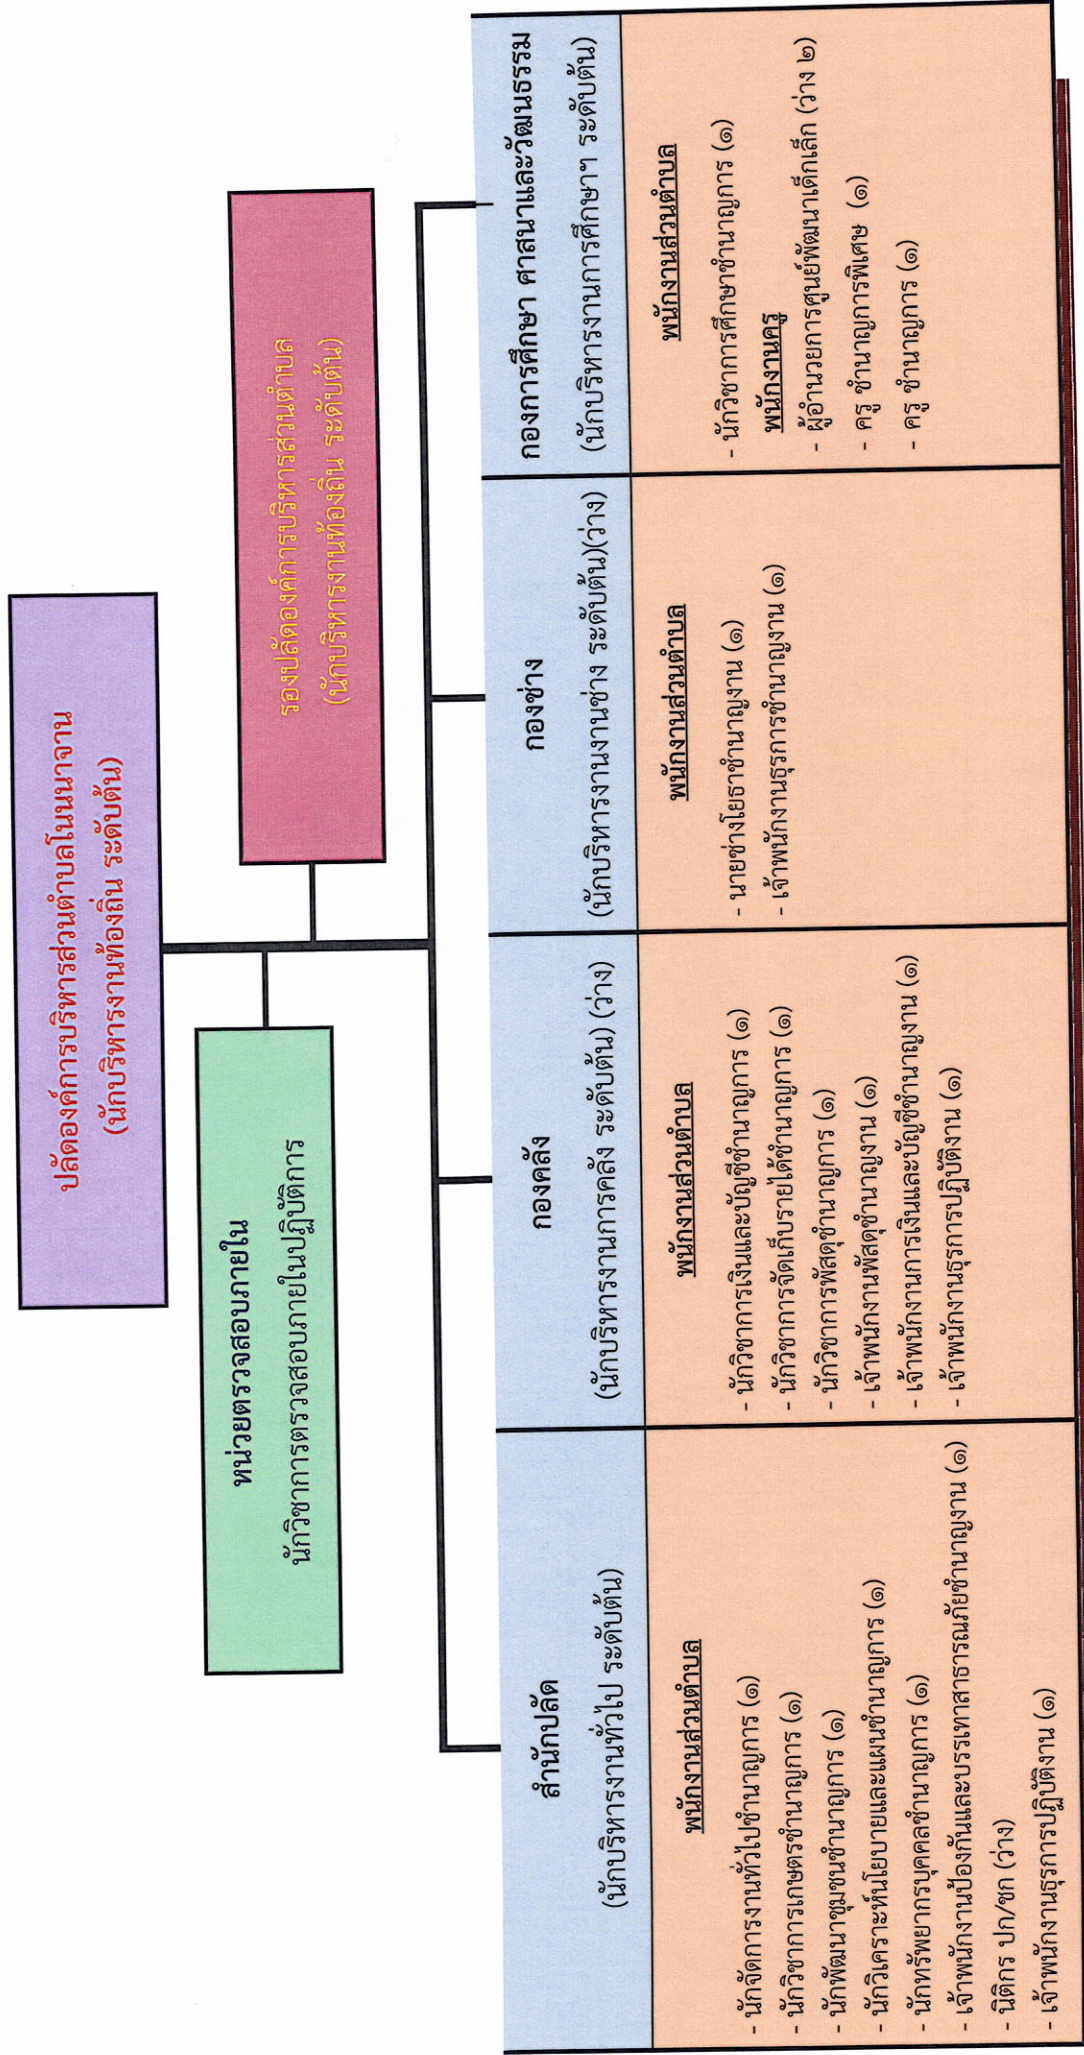 ปลัดองค์การบริหารส่วนตำบลโนนนาจาน
(นักบริหารงานท้องถิ่น ระดับต้น)
รองปลัดองค์การบริหารส่วนตำบล
(นักบริหารงานท้องถิ่น ระดับต้น)
หน่วยตรวจสอบภายใน
นักวิชาการตรวจสอบภายในปฏิบัติการ
สำนักปลัด
(นักบริหารงานทั่วไป ระดับต้น)
พนักงานส่วนตำบล
- นักจัดการงานทั่วไปชำนาญการ (๑)
- นักวิชาการเกษตรชำนาญการ (๑)
- นักพัฒนาชุมชนชำนาญการ (๑)
- นักวิเคราะห์นโยบายและแผนชำนาญการ (๑)
- นักทรัพยากรบุคคลชำนาญการ (๑)
- เจ้าพนักงานป้องกันและบรรเทาสาธารณภัยชำนาญงาน (๑)
- นิติกร ปก/ชก (ว่าง)
- เจ้าพนักงานธุรการปฏิบัติงาน (๑)
กองคลัง
(นักบริหารงานการคลัง ระดับต้น) (ว่าง)
พนักงานส่วนตำบล
- นักวิชาการเงินและบัญชีชำนาญการ (๑)
- นักวิชาการจัดเก็บรายได้ชำนาญการ (๑)
- นักวิชาการพัสดุชำนาญการ (๑)
- เจ้าพนักงานพัสดุชำนาญงาน (๑)
- เจ้าพนักงานการเงินและบัญชีชำนาญงาน (๑)
- เจ้าพนักงานธุรการปฏิบัติงาน (๑)
กองช่าง
(นักบริหารงานช่าง ระดับต้น)(ว่าง)
พนักงานส่วนตำบล
- นายช่างโยธาชำนาญงาน (๑)
- เจ้าพนักงานธุรการชำนาญงาน (๑)
กองการศึกษา ศาสนาและวัฒนธรรม
(นักบริหารงานการศึกษาฯ ระดับต้น)
พนักงานส่วนตำบล
- นักวิชาการศึกษาชำนาญการ (๑)
พนักงานครู
- ผู้อำนวยการศูนย์พัฒนาเด็กเล็ก (ว่าง ๒)
- ครู ชำนาญการพิเศษ (๑)
- ครู ชำนาญการ (๑)